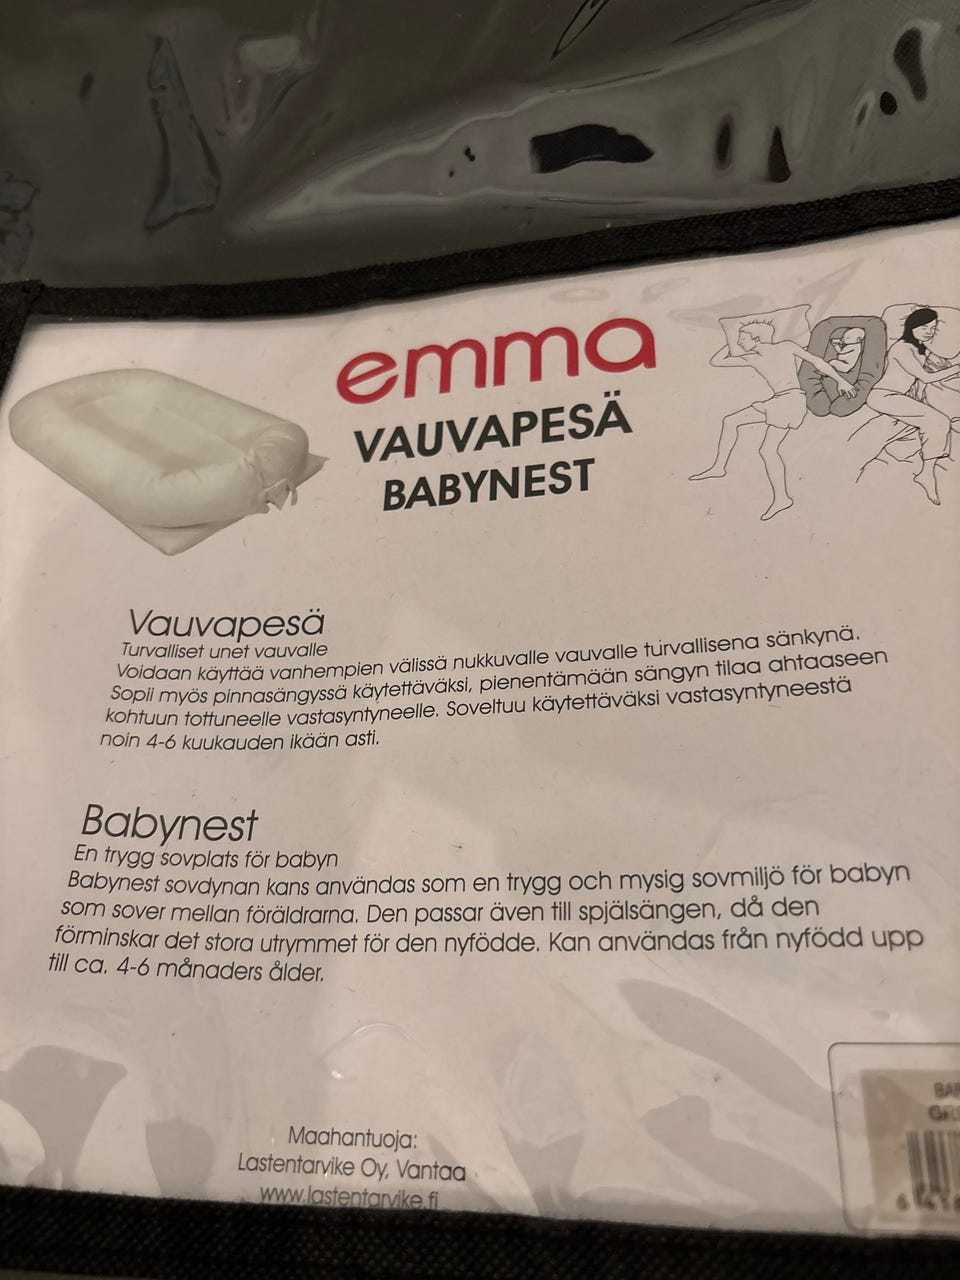 emma
VAUVAPESÄ
BABYNEST
Vauvapesä
Turvalliset unet vauvalle
Voidaan käyttää vanhempien välissä nukkuvalle vauvalle turvallisena sänkynä.
Sopii myös pinnasängyssä käytettäväksi, pienentämään sängyn tilaa ahtaaseen
kohtuun tottuneelle vastasyntyneelle. Soveltuu käytettäväksi vastasyntyneestä
noin 4-6 kuukauden ikään asti.
Babynest
En trygg sovplats för babyn
Babynest sovdynan kans användas som en trygg och mysig sovmiljö för babyn
som sover mellan föräldrarna. Den passar även till spjälsängen, då den
förminskar det stora utrymmet för den nyfödde. Kan användas från nyfödd upp
till ca. 4-6 månaders ålder.
Maahantuoja:
Lastentarvike Oy, Vantaa
www.lastentarvike.fi